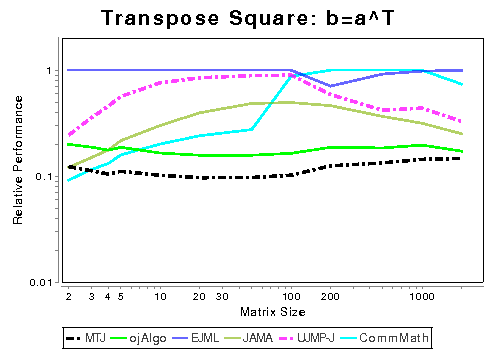 Transpose Square: b=a^T
Relative Performance
1
0.1
0.01
2 3 4 5 10 20 30 100 200 1000
Matrix Size
MTJ ojAlgo EJML JAMA UJMP-J CommMath